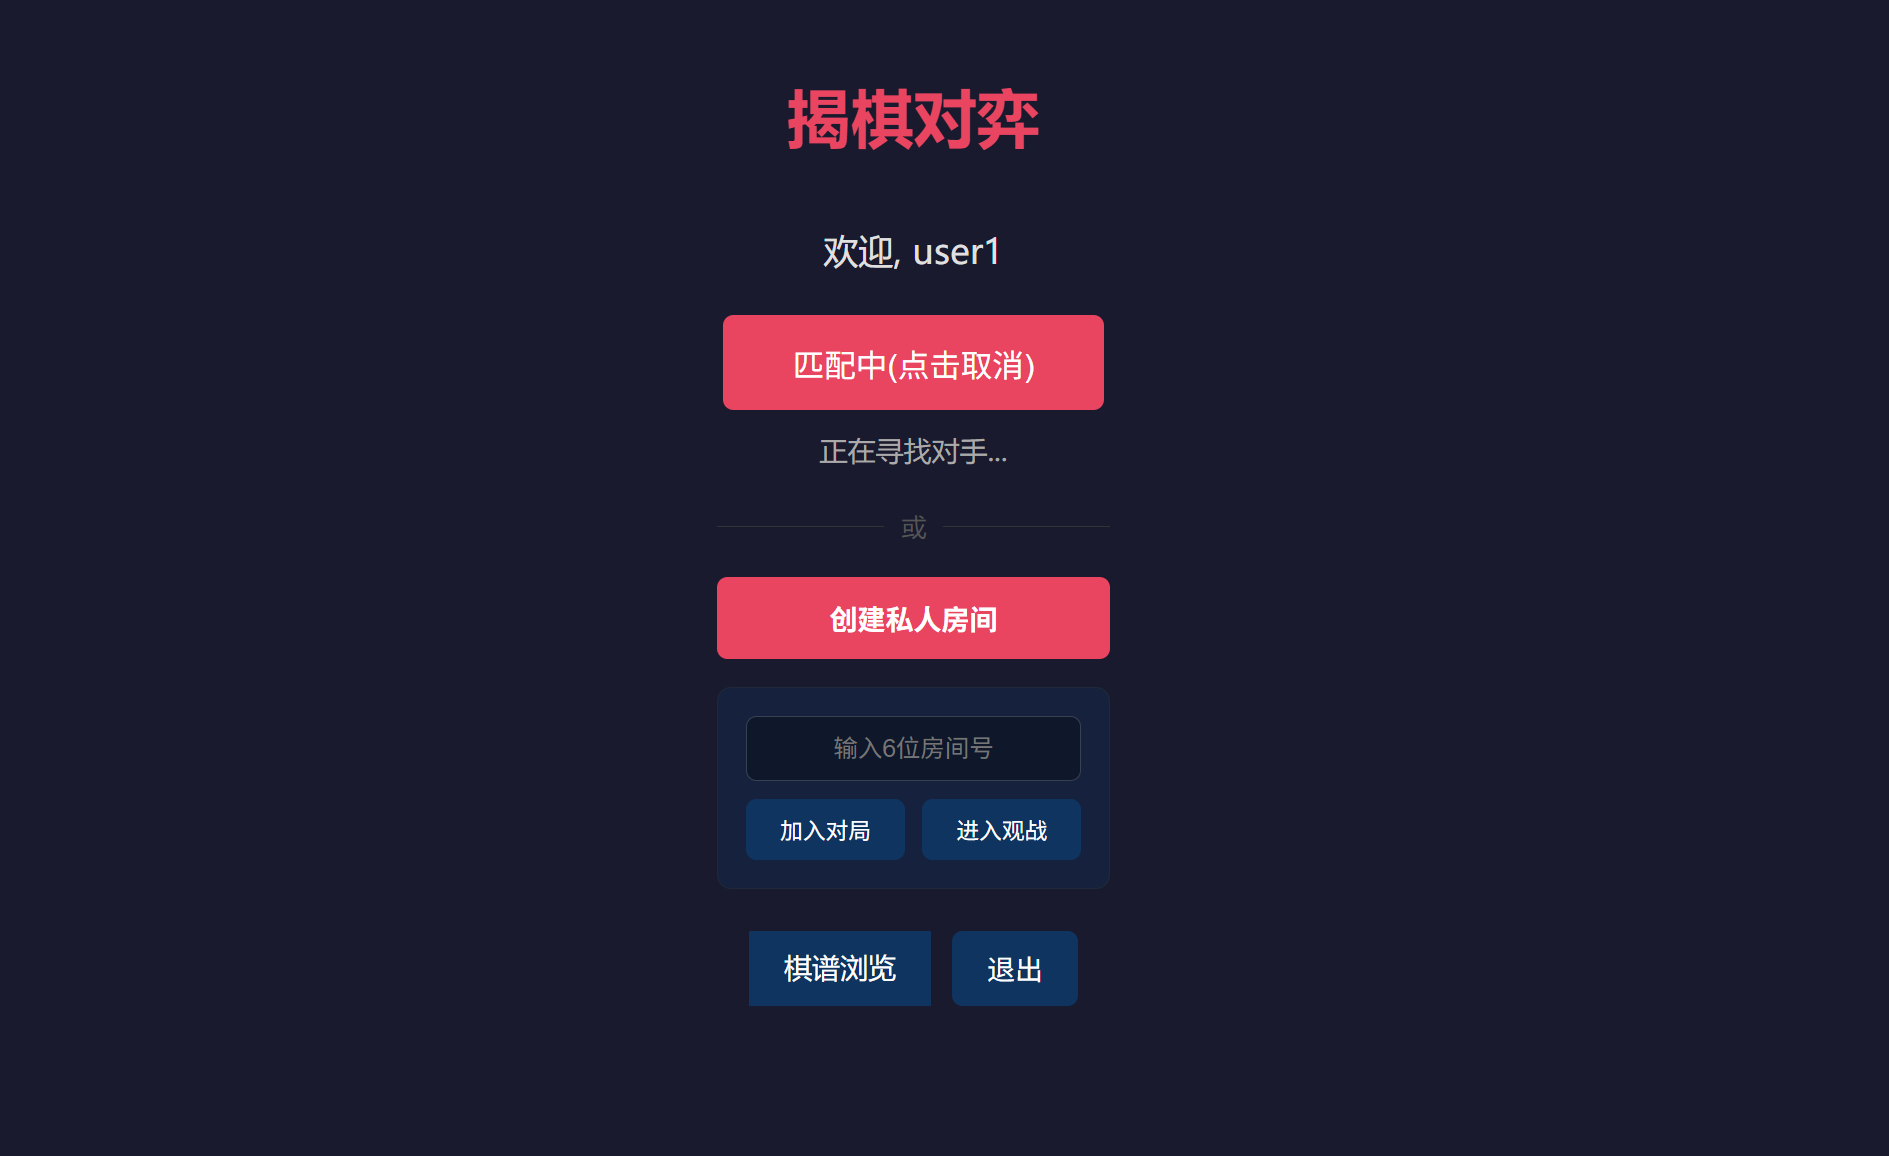 揭棋对弈
欢迎, user1
匹配中(点击取消)
正在寻找对手...
或
创建私人房间
输入6位房间号
加入对局 进入观战
棋谱浏览 退出